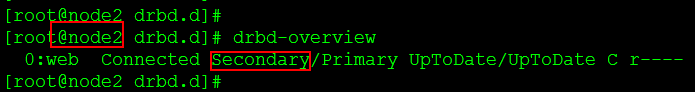 [root@node2 drbd.d]#
[root@node2 drbd.d]# drbd-overview
0:web Connected Secondary/Primary UpToDate/UpToDate C r----
[root@node2 drbd.d]#